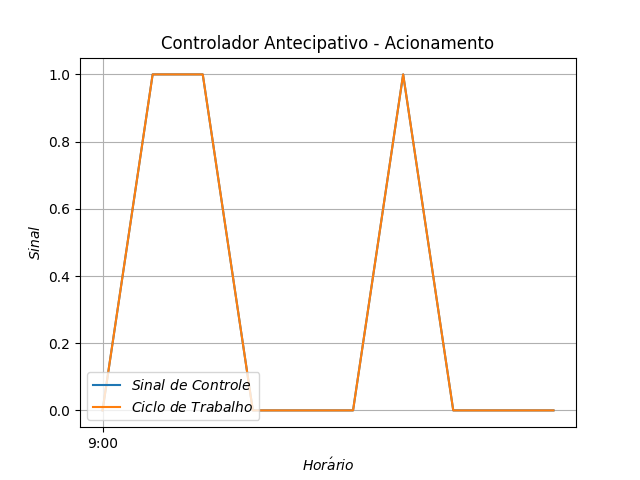 Controlador Antecipativo - Acionamento
Sinal
1.0
0.8
0.6
0.4
0.2
0.0
Sinal de Controle
Ciclo de Trabalho
9:00
Horário